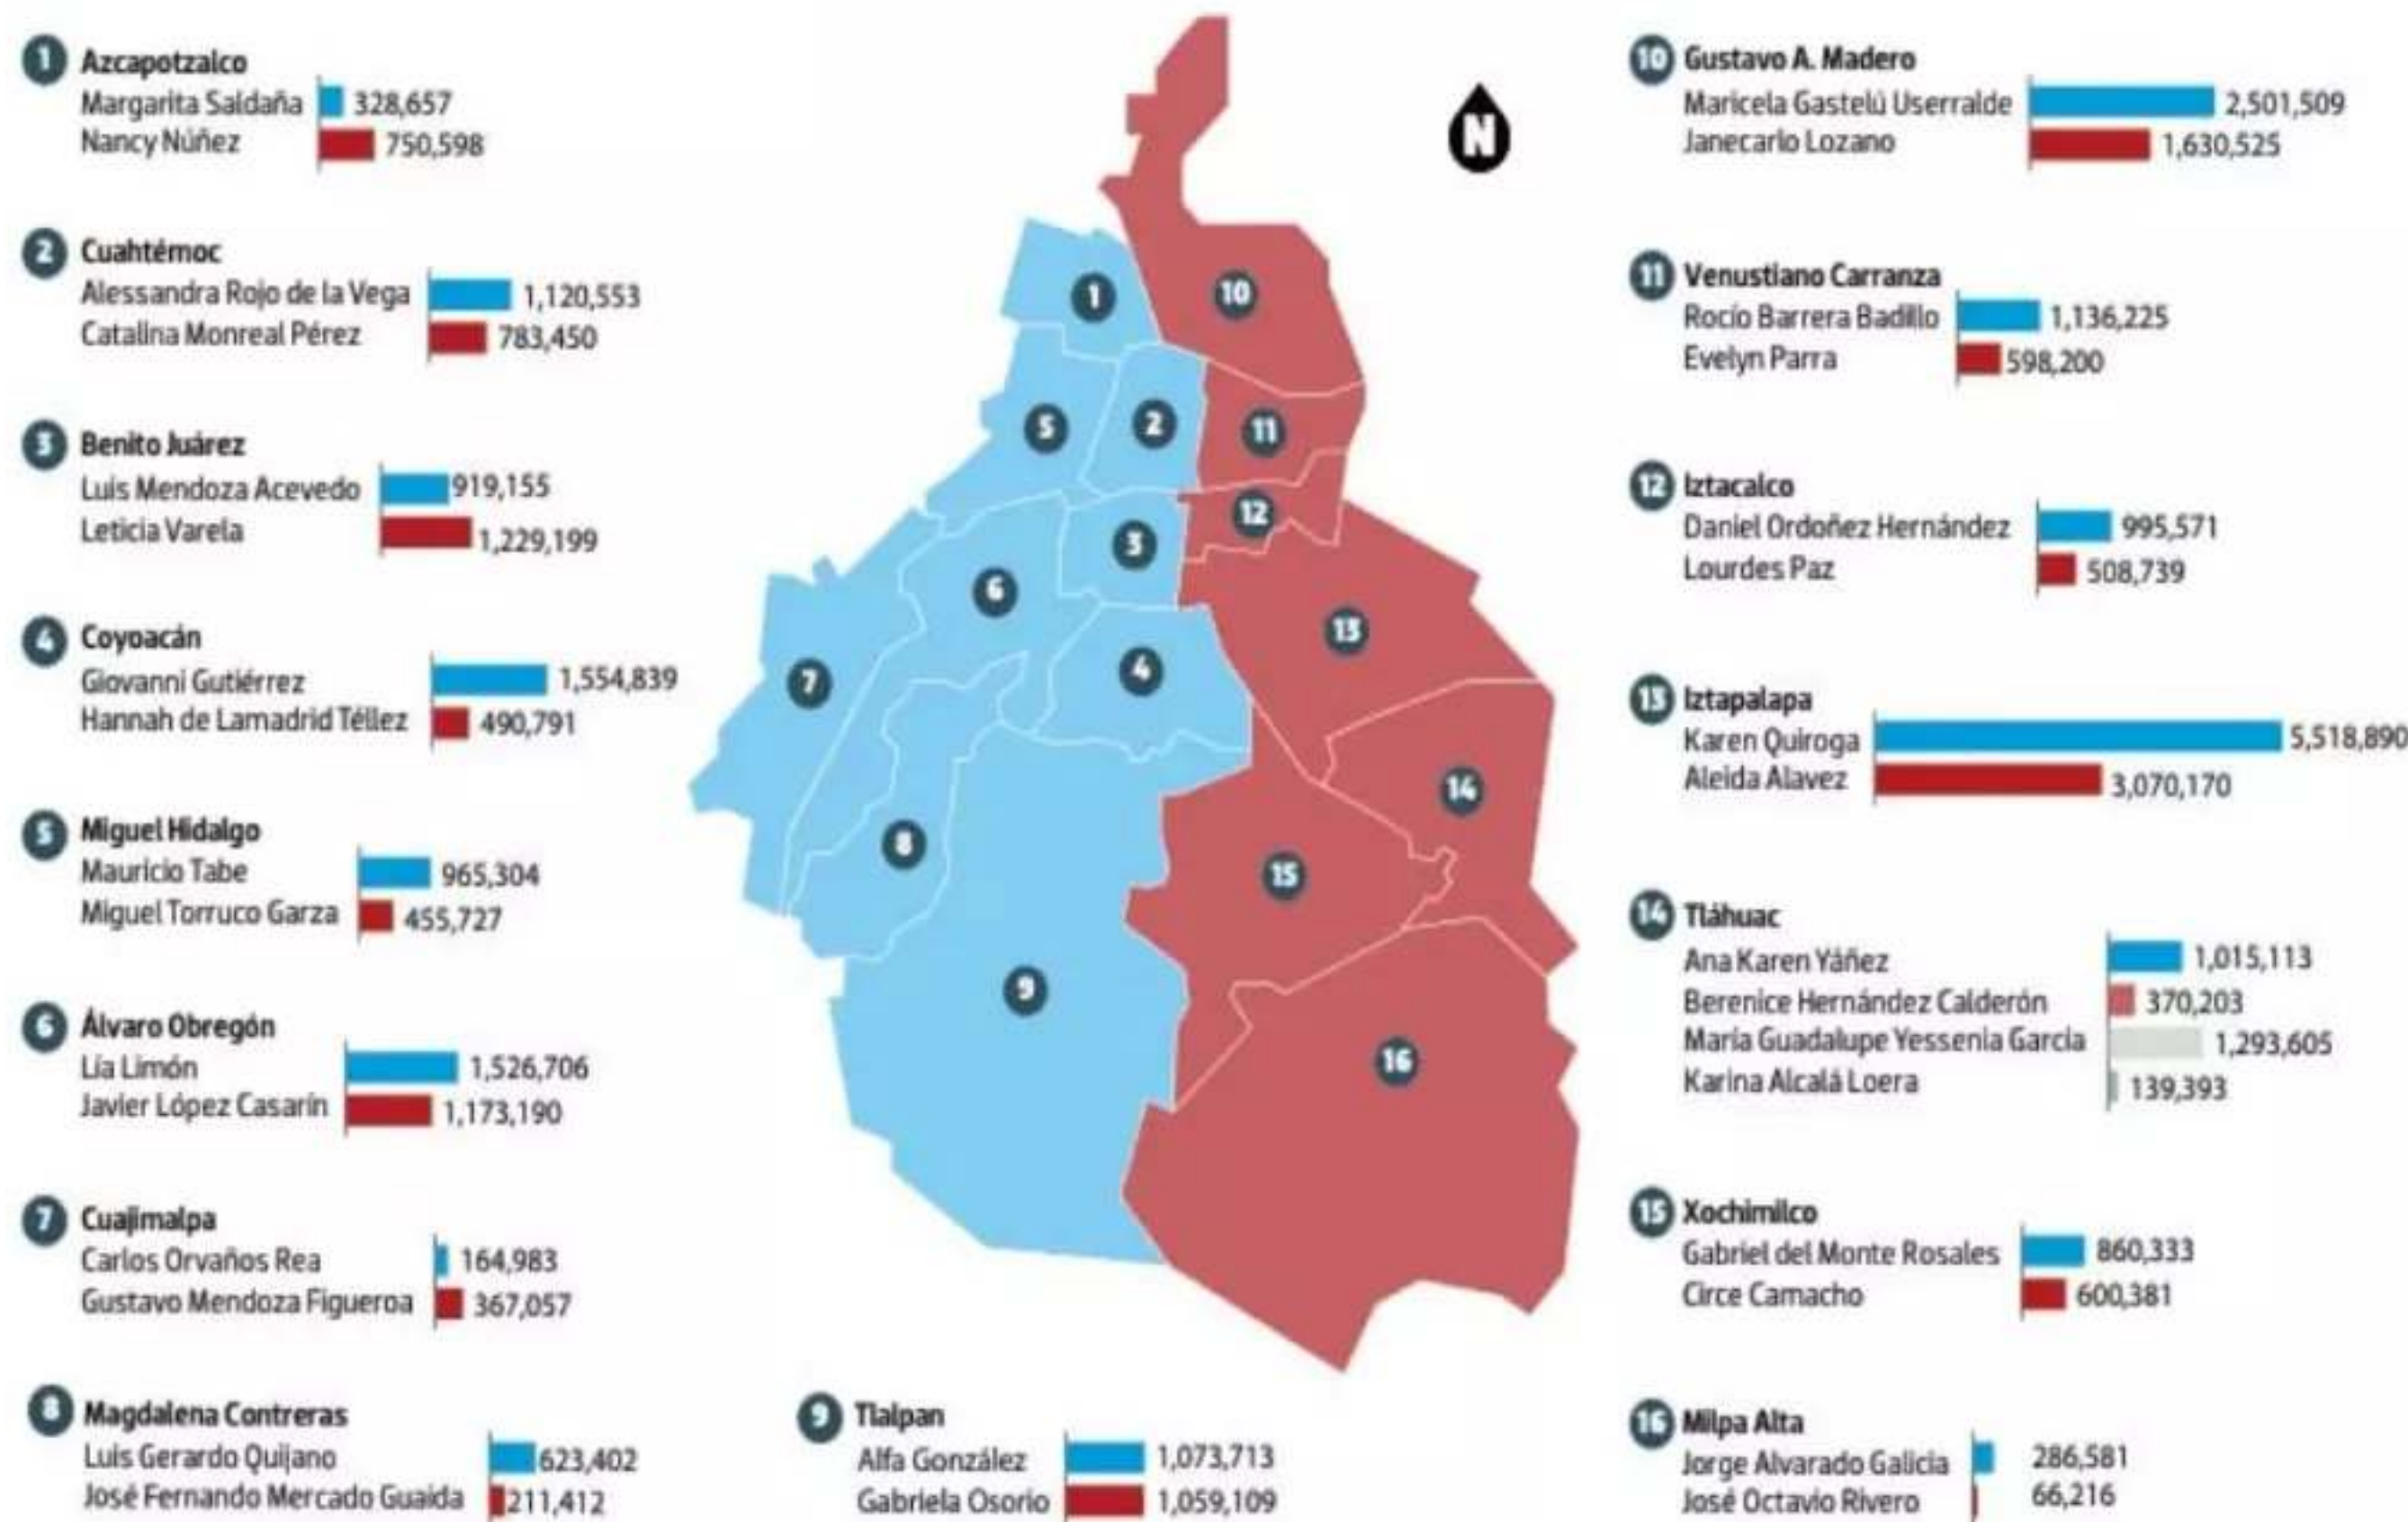 1 Azcapotzalco
Margarita Saldaña 328,657
Nancy Núñez 750,598
2 Cuahtémoc
Alessandra Rojo de la Vega 1,120,553
Catalina Monreal Pérez 783,450
3 Benito Juárez
Luis Mendoza Acevedo 919,155
Leticia Varela 1,229,199
4 Coyoacán
Giovanni Gutiérrez 1,554,839
Hannah de Lamadrid Téllez 490,791
5 Miguel Hidalgo
Mauricio Tabe 965,304
Miguel Torruco Garza 455,727
6 Álvaro Obregón
Lía Limón 1,526,706
Javier López Casarín 1,173,190
7 Cuajimalpa
Carlos Orvaños Rea 164,983
Gustavo Mendoza Figueroa 367,057
8 Magdalena Contreras
Luis Gerardo Quijano 623,402
José Fernando Mercado Guaida 211,412
9 Tlalpan
Alfa González 1,073,713
Gabriela Osorio 1,059,109
N
1
10
5
2
11
12
3
6
13
4
7
14
8
15
9
16
10 Gustavo A. Madero
Maricela Gastelú Userralde 2,501,509
Janecarlo Lozano 1,630,525
11 Venustiano Carranza
Rocío Barrera Badillo 1,136,225
Evelyn Parra 598,200
12 Iztacalco
Daniel Ordoñez Hernández 995,571
Lourdes Paz 508,739
13 Iztapalapa
Karen Quiroga 5,518,890
Aleida Alavez 3,070,170
14 Tláhuac
Ana Karen Yáñez 1,015,113
Berenice Hernández Calderón 370,203
María Guadalupe Yessenia García 1,293,605
Karina Alcalá Loera 139,393
15 Xochimilco
Gabriel del Monte Rosales 860,333
Circe Camacho 600,381
16 Milpa Alta
Jorge Alvarado Galicia 286,581
José Octavio Rivero 66,216